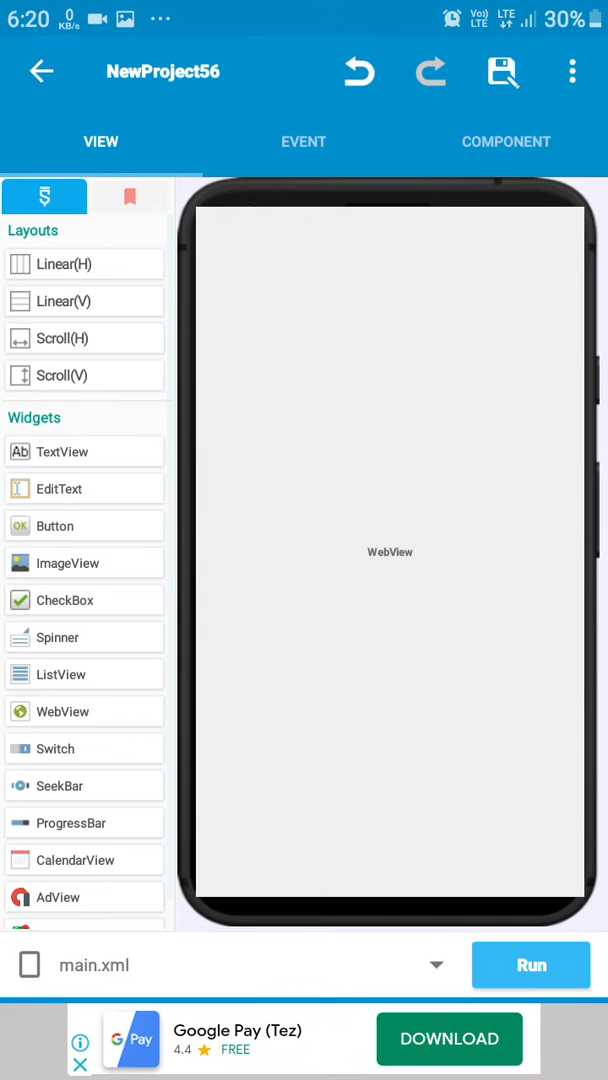 6:20 0 KB/s ... Vo)) LTE LTE 30%
NewProject56
VIEW EVENT COMPONENT
Layouts
Linear(H)
Linear(V)
Scroll(H)
Scroll(V)
Widgets
Ab TextView
EditText
OK Button
ImageView
CheckBox
Spinner
ListView
WebView
Switch
SeekBar
ProgressBar
CalendarView
AdView
WebView
main.xml Run
G Pay Google Pay (Tez)
4.4 FREE
DOWNLOAD